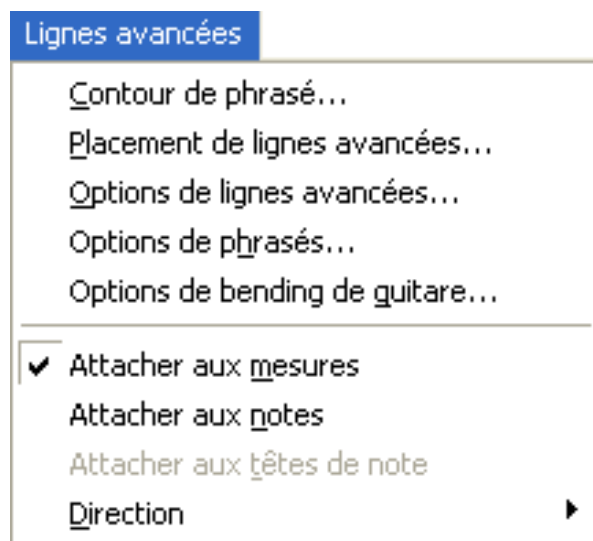 Lignes avancées
Contour de phrasé...
Placement de lignes avancées...
Options de lignes avancées...
Options de phrasés...
Options de bending de guitare...
Attacher aux mesures
Attacher aux notes
Attacher aux têtes de note
Direction